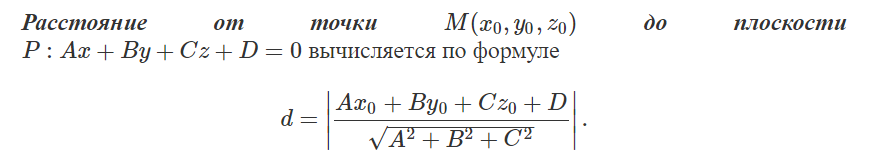 Расстояние от точки M(x₀, y₀, z₀) до плоскости
P : Ax + By + Cz + D = 0 вычисляется по формуле
d = |(Ax₀ + By₀ + Cz₀ + D) / √(A² + B² + C²)|.